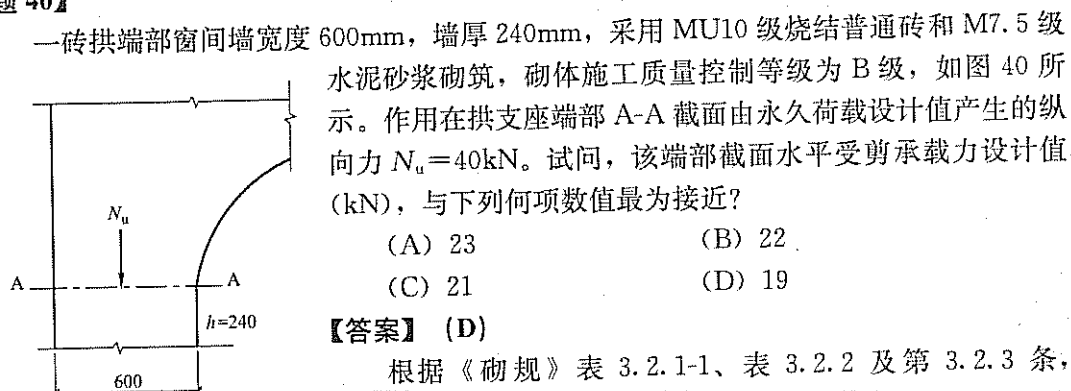 题 40】
一砖拱端部窗间墙宽度 600mm，墙厚 240mm，采用 MU10 级烧结普通砖和 M7.5 级
水泥砂浆砌筑，砌体施工质量控制等级为 B 级，如图 40 所
示。作用在拱支座端部 A-A 截面由永久荷载设计值产生的纵
向力 Nu=40kN。试问，该端部截面水平受剪承载力设计值
（kN），与下列何项数值最为接近？
（A）23 （B）22
（C）21 （D）19
Nu
A A
h=240
600
【答案】（D）
根据《砌规》表 3.2.1-1、表 3.2.2 及第 3.2.3 条，